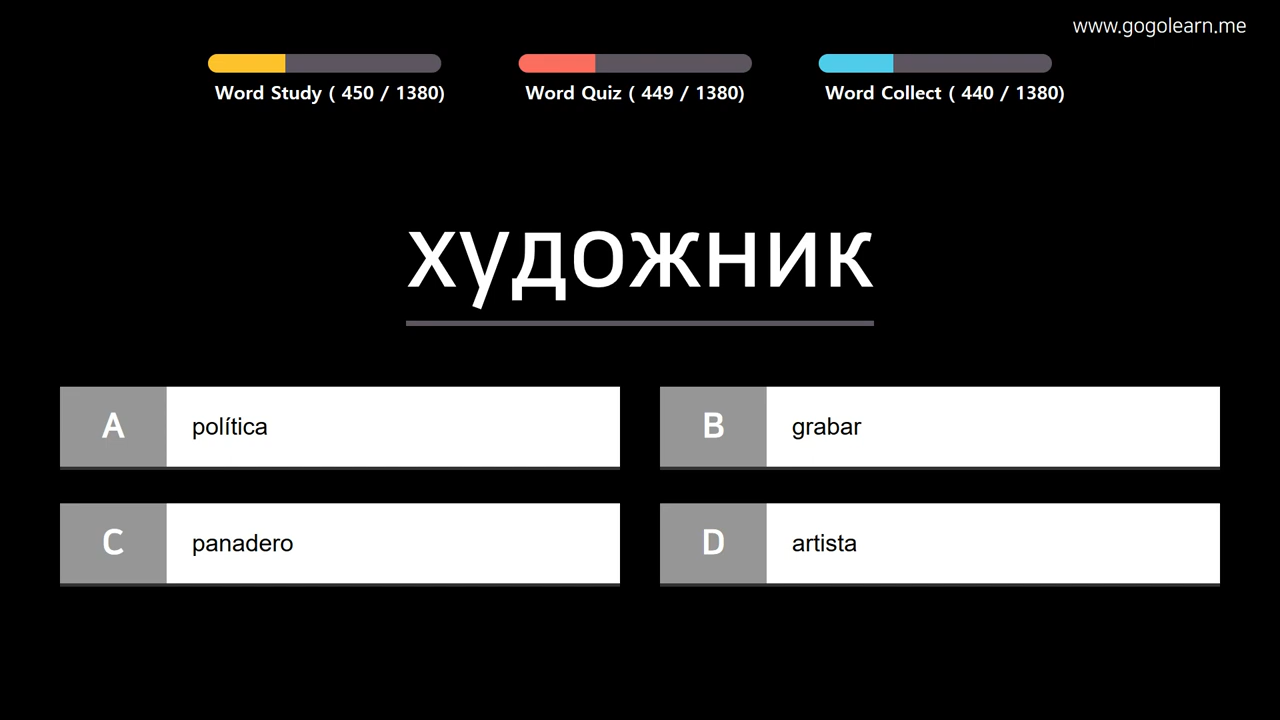 www.gogolearn.me
Word Study ( 450 / 1380)
Word Quiz ( 449 / 1380)
Word Collect ( 440 / 1380)
художник
A política
B grabar
C panadero
D artista